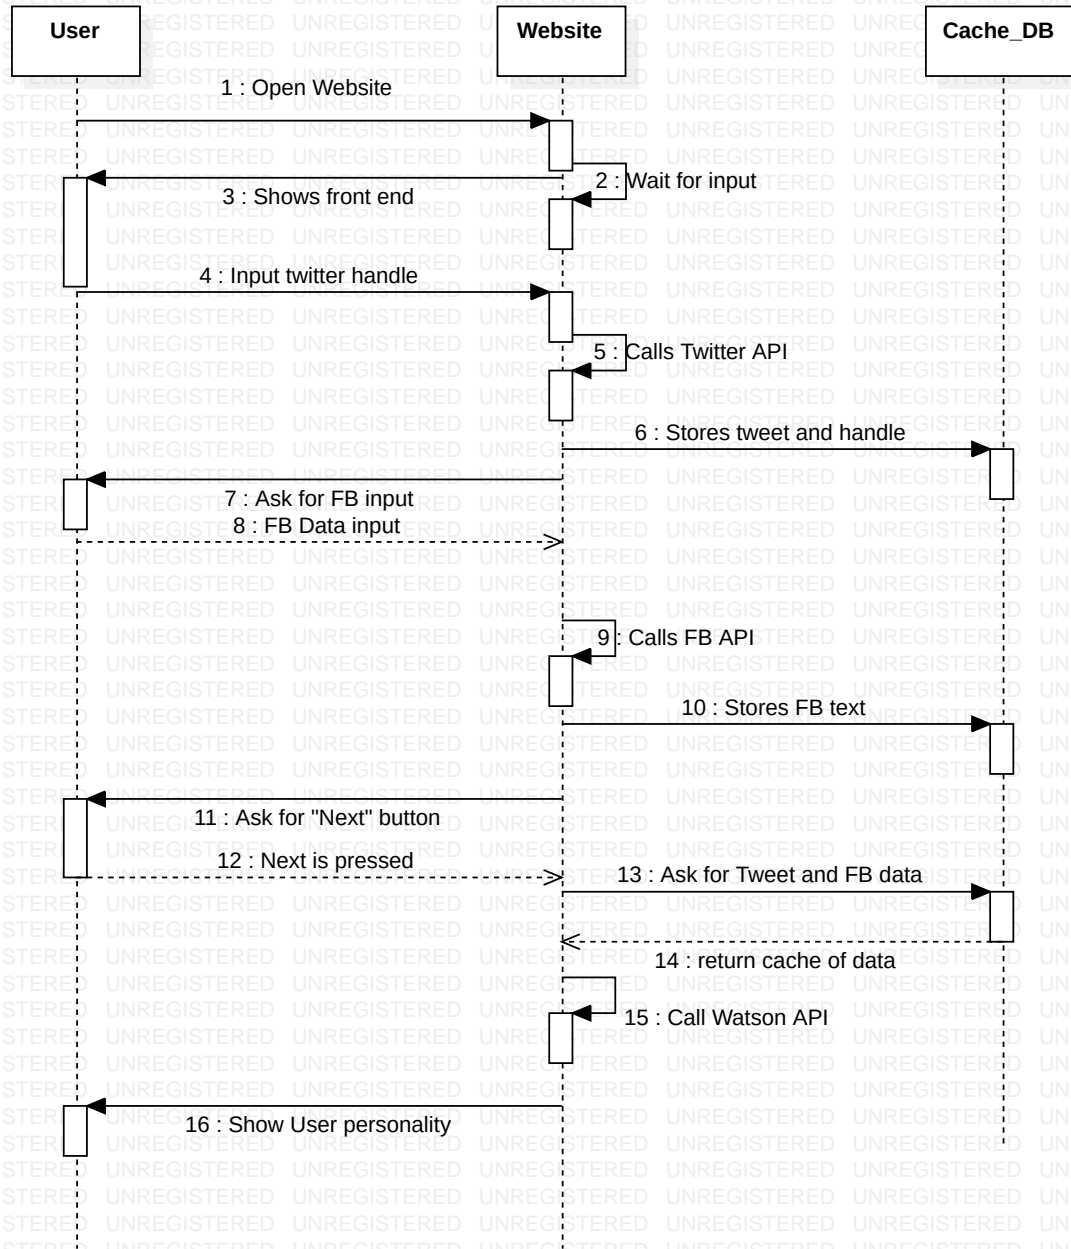 User
Website
Cache_DB
1 : Open Website
2 : Wait for input
3 : Shows front end
4 : Input twitter handle
5 : Calls Twitter API
6 : Stores tweet and handle
7 : Ask for FB input
8 : FB Data input
9 : Calls FB API
10 : Stores FB text
11 : Ask for "Next" button
12 : Next is pressed
13 : Ask for Tweet and FB data
14 : return cache of data
15 : Call Watson API
16 : Show User personality
UNREGISTERED